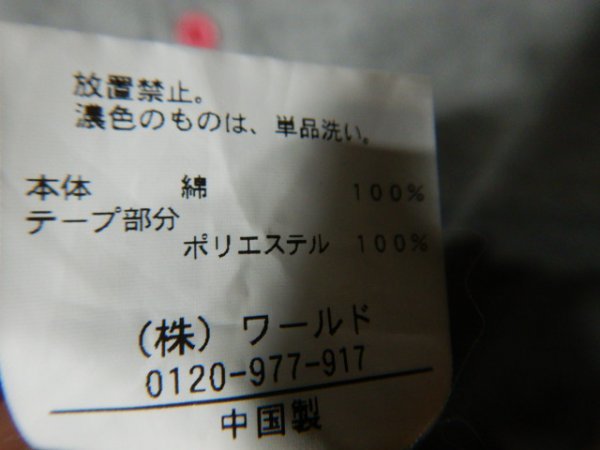 放置禁止。
濃色のものは、単品洗い。
本体 綿 100%
テープ部分
ポリエステル 100%
(株) ワールド
0120-977-917
中国製